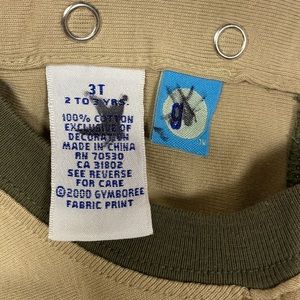 3T
2 TO 3 YRS.
100% COTTON
EXCLUSIVE OF
DECORATION
MADE IN CHINA
RN 70530
CA 31802
SEE REVERSE
FOR CARE
©2000 GYMBOREE
FABRIC PRINT
g